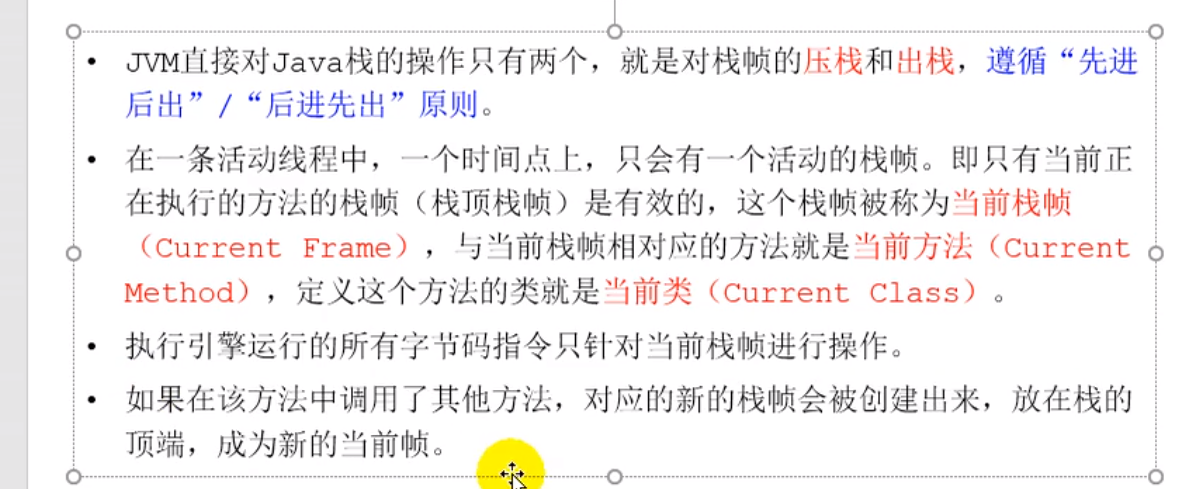 • JVM直接对Java栈的操作只有两个，就是对栈帧的压栈和出栈，遵循“先进
后出”/“后进先出”原则。
• 在一条活动线程中，一个时间点上，只会有一个活动的栈帧。即只有当前正
在执行的方法的栈帧（栈顶栈帧）是有效的，这个栈帧被称为当前栈帧
（Current Frame），与当前栈帧相对应的方法就是当前方法（Current
Method），定义这个方法的类就是当前类（Current Class）。
• 执行引擎运行的所有字节码指令只针对当前栈帧进行操作。
• 如果在该方法中调用了其他方法，对应的新的栈帧会被创建出来，放在栈的
顶端，成为新的当前帧。